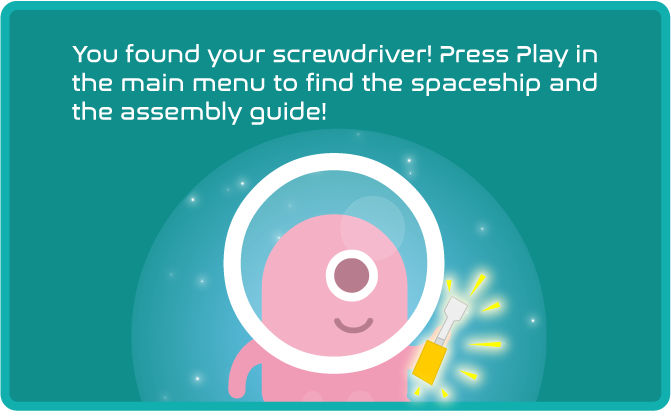 You found your screwdriver! Press Play in
the main menu to find the spaceship and
the assembly guide!